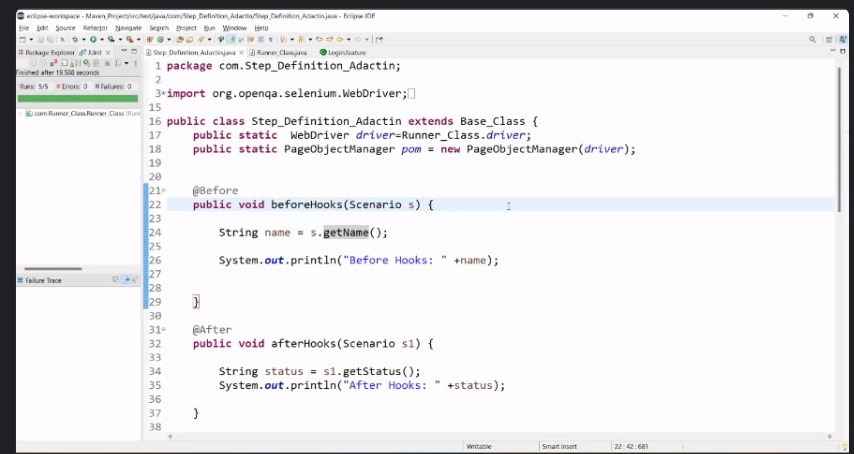 eclipse-workspace - Maven_Project/src/test/java/com/Step_Definition_Adactin/Step_Definition_Adactin.java - Eclipse IDE
File Edit Source Refactor Navigate Search Project Run Window Help
Package Explorer JUnit
Step_Definition_Adactin.java Runner_Class.java Login.feature
Finished after 19.588 seconds
Runs: 5/5 Errors: 0 Failures: 0
com.Runner_Class.Runner_Class [Runn
Failure Trace
1 package com.Step_Definition_Adactin;
2
3 import org.openqa.selenium.WebDriver;
15
16 public class Step_Definition_Adactin extends Base_Class {
17 public static WebDriver driver=Runner_Class.driver;
18 public static PageObjectManager pom = new PageObjectManager(driver);
19
20
21 @Before
22 public void beforeHooks(Scenario s) {
23
24 String name = s.getName();
25
26 System.out.println("Before Hooks: " +name);
27
28
29 }
30
31 @After
32 public void afterHooks(Scenario s1) {
33
34 String status = s1.getStatus();
35 System.out.println("After Hooks: " +status);
36
37 }
38
Writable Smart Insert 22 : 42 : 681